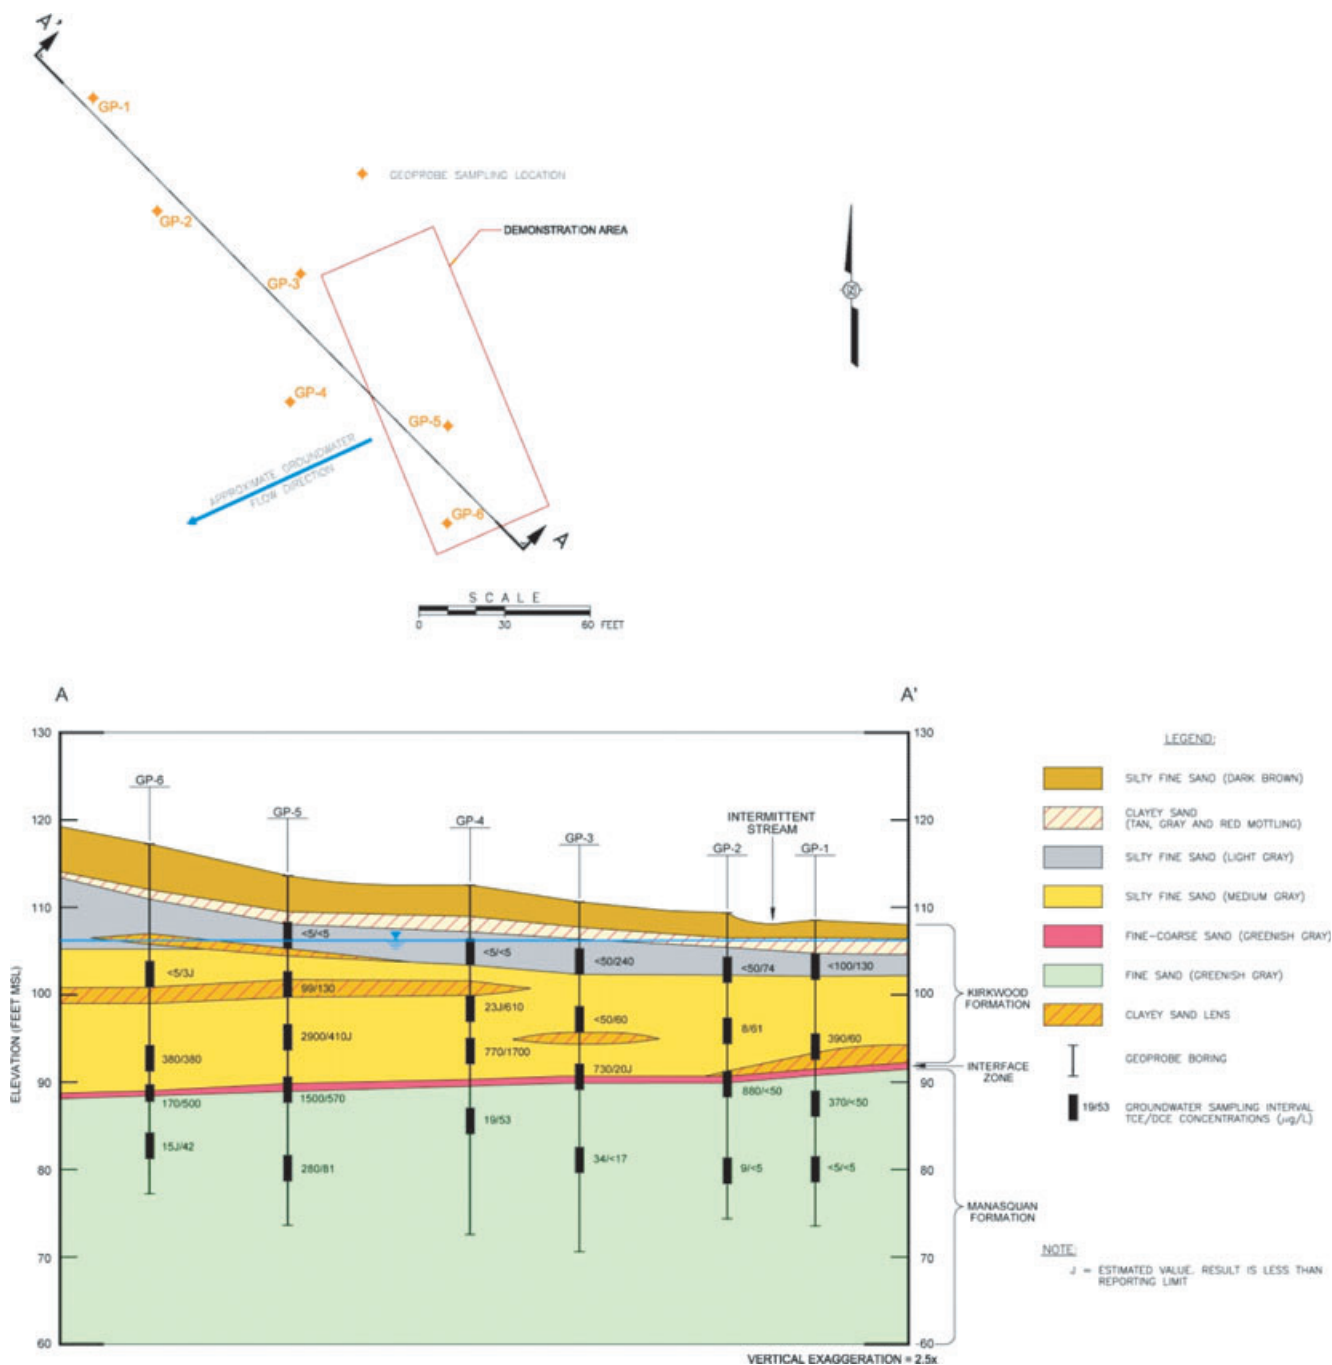 A'
GP-1
GEOPROBE SAMPLING LOCATION
GP-2
DEMONSTRATION AREA
GP-3
GP-4
GP-5
APPROXIMATE GROUNDWATER
FLOW DIRECTION
GP-6
A
SCALE
0 30 60 FEET
A A'
130 130
120 120
110 110
100 100
90 90
80 80
70 70
60 60
ELEVATION (FEET MSL)
GP-6
GP-5
GP-4
GP-3
GP-2
GP-1
INTERMITTENT
STREAM
<5/<5
<5/<5
<50/240
<50/74
<100/130
<5/3J
99/130
23J/610
<50/60
8/61
390/60
2900/410J
770/1700
380/380
730/20J
880/<50
370/<50
170/500
1500/570
19/53
15J/42
280/81
34/<17
9/<5
<5/<5
KIRKWOOD
FORMATION
INTERFACE
ZONE
MANASQUAN
FORMATION
VERTICAL EXAGGERATION = 2.5x
LEGEND:
SILTY FINE SAND (DARK BROWN)
CLAYEY SAND
(TAN, GRAY AND RED MOTTLING)
SILTY FINE SAND (LIGHT GRAY)
SILTY FINE SAND (MEDIUM GRAY)
FINE-COARSE SAND (GREENISH GRAY)
FINE SAND (GREENISH GRAY)
CLAYEY SAND LENS
GEOPROBE BORING
19/53 GROUNDWATER SAMPLING INTERVAL
TCE/DCE CONCENTRATIONS (µg/L)
NOTE:
J = ESTIMATED VALUE. RESULT IS LESS THAN
REPORTING LIMIT